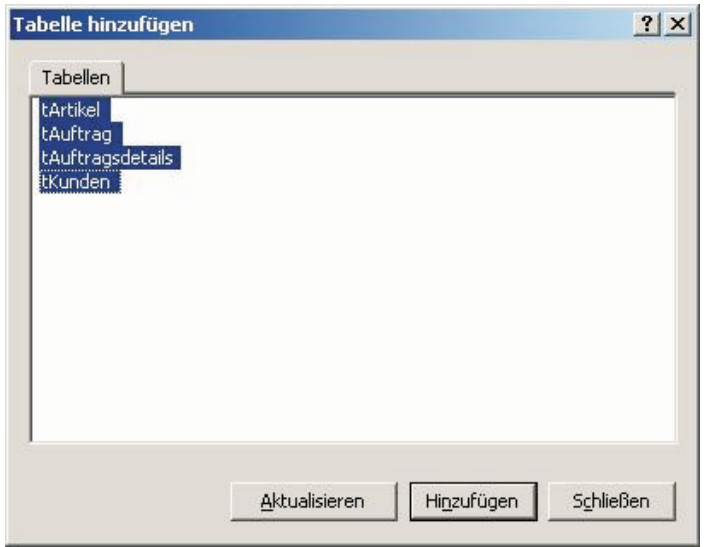 Tabelle hinzufügen
Tabellen
tArtikel
tAuftrag
tAuftragsdetails
tKunden
Aktualisieren Hinzufügen Schließen